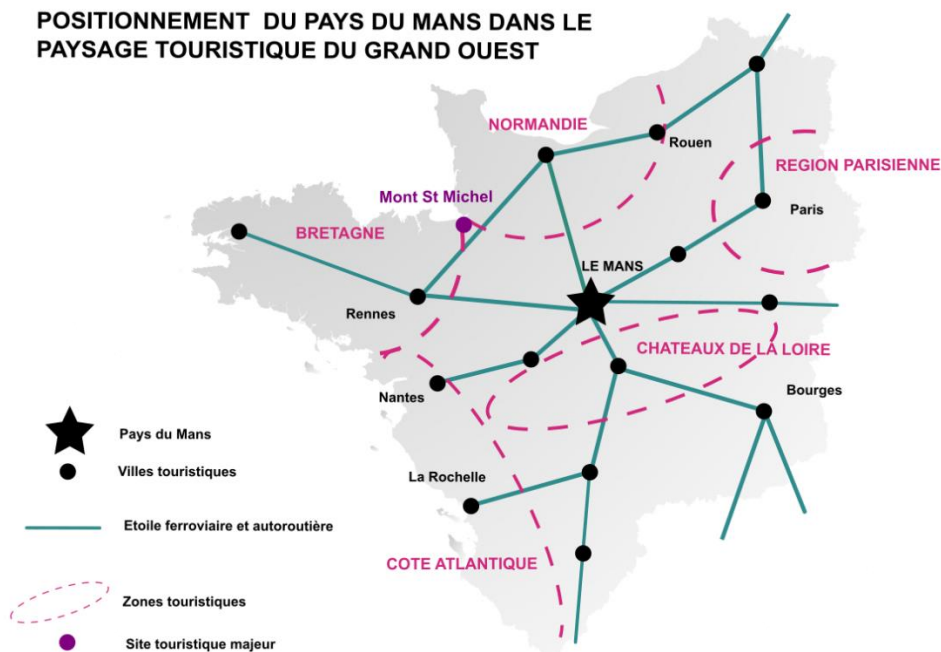 POSITIONNEMENT DU PAYS DU MANS DANS LE
PAYSAGE TOURISTIQUE DU GRAND OUEST
NORMANDIE
Rouen
REGION PARISIENNE
Mont St Michel
Paris
BRETAGNE
LE MANS
Rennes
CHATEAUX DE LA LOIRE
Nantes
Bourges
Pays du Mans
Villes touristiques
La Rochelle
Etoile ferroviaire et autoroutière
COTE ATLANTIQUE
Zones touristiques
Site touristique majeur